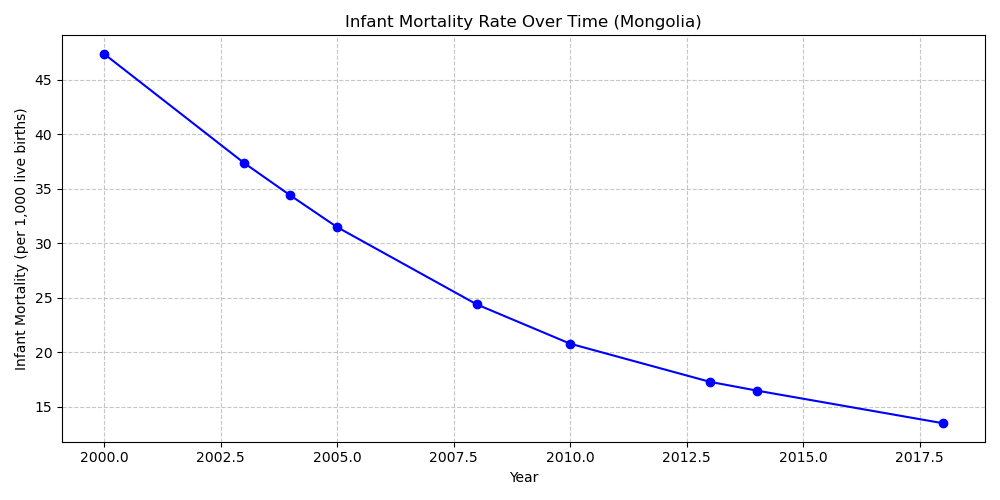 Infant Mortality Rate Over Time (Mongolia)
Infant Mortality (per 1,000 live births)
45
40
35
30
25
20
15
2000.0 2002.5 2005.0 2007.5 2010.0 2012.5 2015.0 2017.5
Year